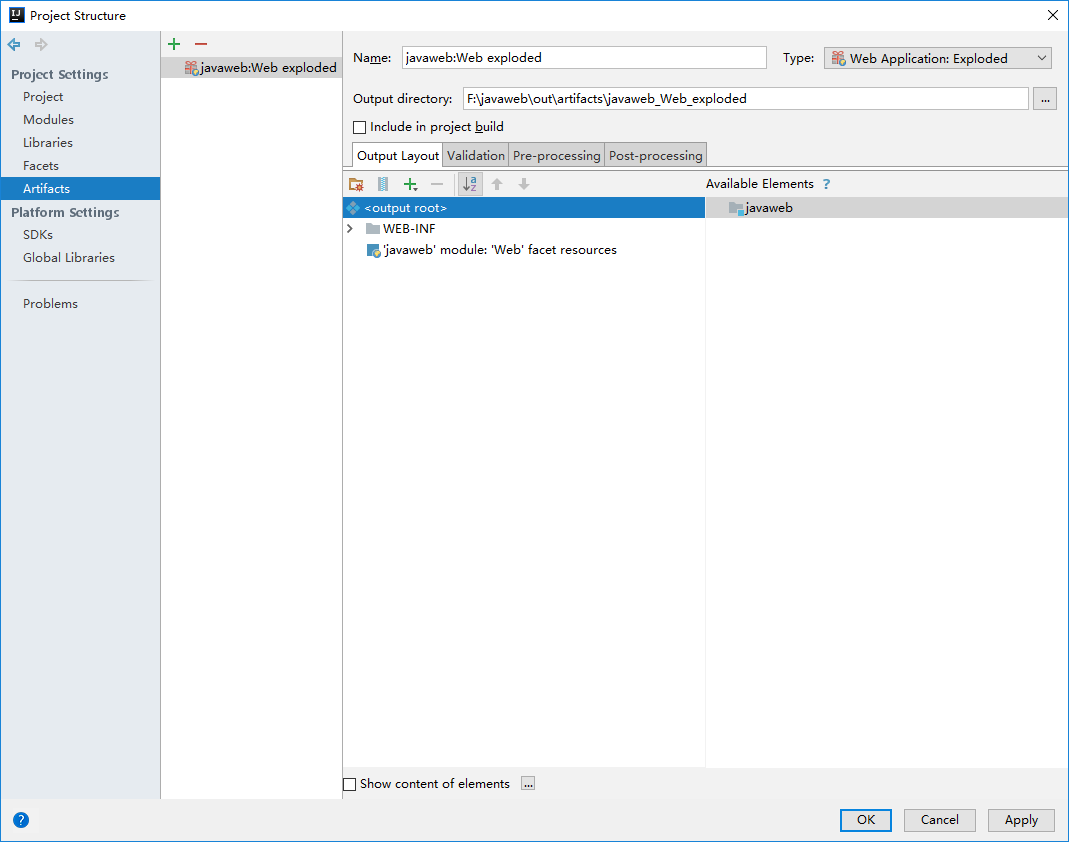 Project Structure
Project Settings
Project
Modules
Libraries
Facets
Artifacts
Platform Settings
SDKs
Global Libraries
Problems
javaweb:Web exploded
Name: javaweb:Web exploded Type: Web Application: Exploded
Output directory: F:\javaweb\out\artifacts\javaweb_Web_exploded ...
Include in project build
Output Layout Validation Pre-processing Post-processing
Available Elements ?
<output root>
WEB-INF
'javaweb' module: 'Web' facet resources
javaweb
Show content of elements ...
? OK Cancel Apply